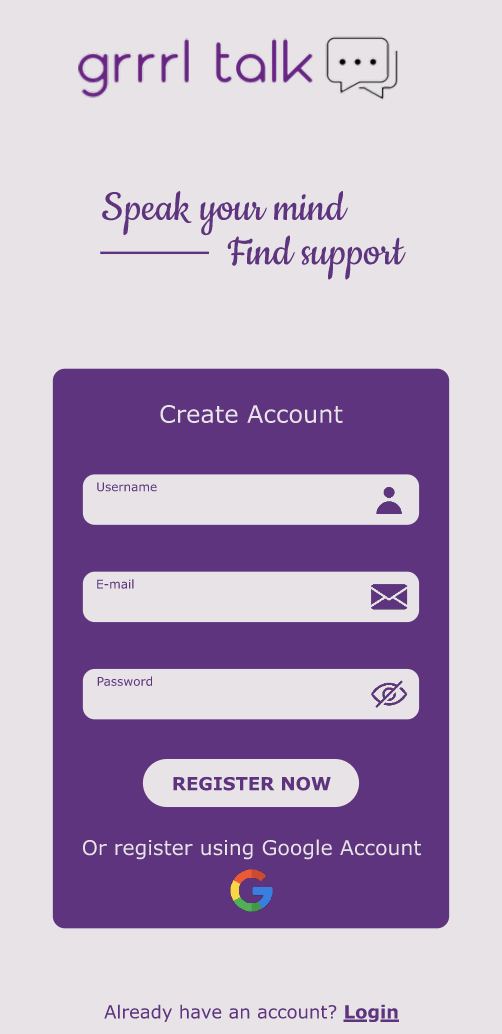 grrrl talk
Speak your mind
Find support
Create Account
Username
E-mail
Password
REGISTER NOW
Or register using Google Account
Already have an account? Login